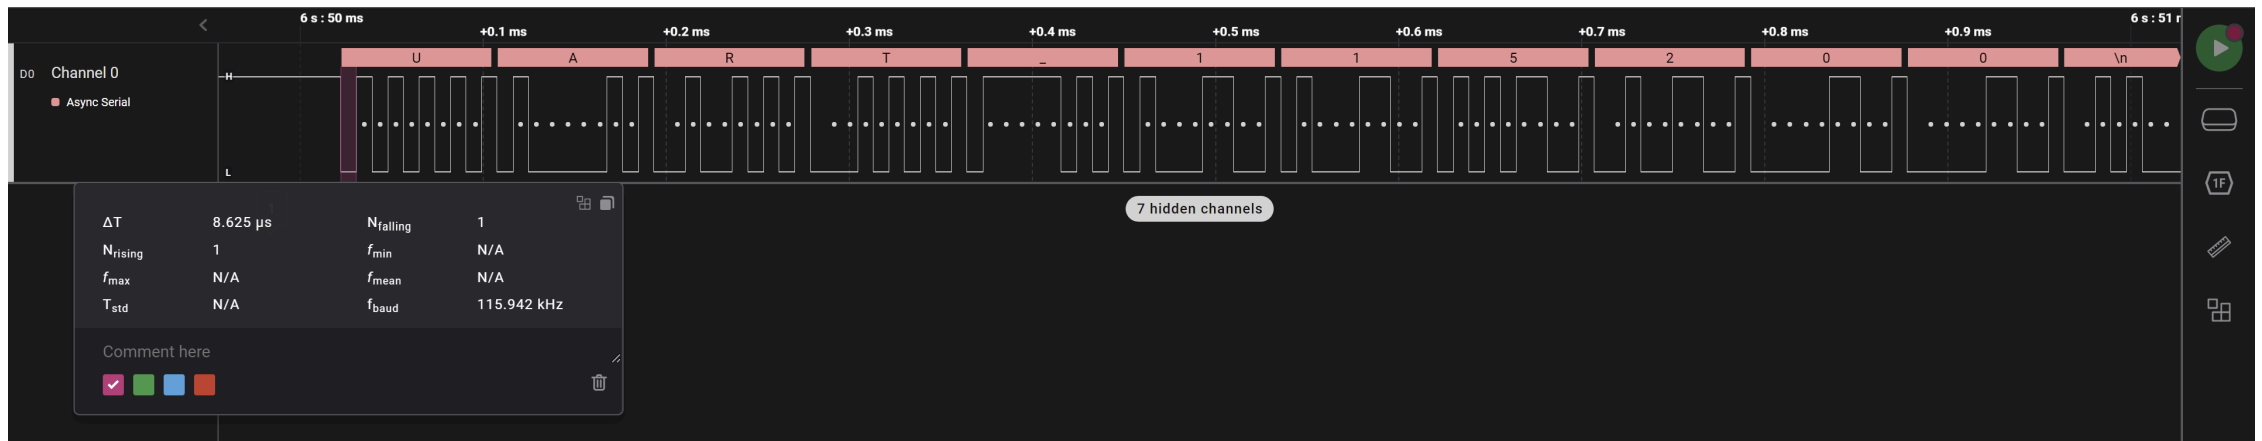 6 s : 50 ms
+0.1 ms
+0.2 ms
+0.3 ms
+0.4 ms
+0.5 ms
+0.6 ms
+0.7 ms
+0.8 ms
+0.9 ms
6 s : 51
D0 Channel 0
Async Serial
H
L
U A R T _ 1 1 5 2 0 0 \n
7 hidden channels
ΔT 8.625 µs Nfalling 1
Nrising 1 fmin N/A
fmax N/A fmean N/A
Tstd N/A fbaud 115.942 kHz
Comment here
1F